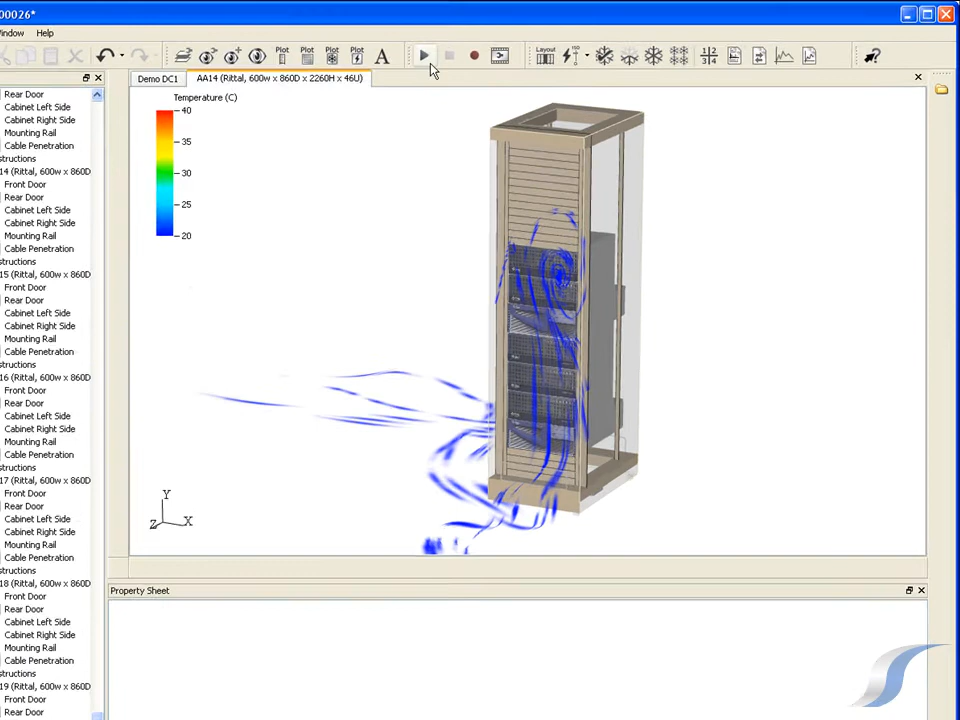 00026*
indow Help
Plot Plot Plot Plot A Layout ISO
Demo DC1 AA14 (Rittal, 600w x 860D x 2260H x 46U)
Temperature (C)
40
35
30
25
20
Y
Z X
Rear Door
Cabinet Left Side
Cabinet Right Side
Mounting Rail
Cable Penetration
structions
14 (Rittal, 600w x 860D
Front Door
Rear Door
Cabinet Left Side
Cabinet Right Side
Mounting Rail
Cable Penetration
structions
15 (Rittal, 600w x 860D
Front Door
Rear Door
Cabinet Left Side
Cabinet Right Side
Mounting Rail
Cable Penetration
structions
16 (Rittal, 600w x 860D
Front Door
Rear Door
Cabinet Left Side
Cabinet Right Side
Mounting Rail
Cable Penetration
structions
17 (Rittal, 600w x 860D
Front Door
Rear Door
Cabinet Left Side
Cabinet Right Side
Mounting Rail
Cable Penetration
structions
18 (Rittal, 600w x 860D
Front Door
Rear Door
Cabinet Left Side
Cabinet Right Side
Mounting Rail
Cable Penetration
structions
19 (Rittal, 600w x 860D
Front Door
Rear Door
Property Sheet